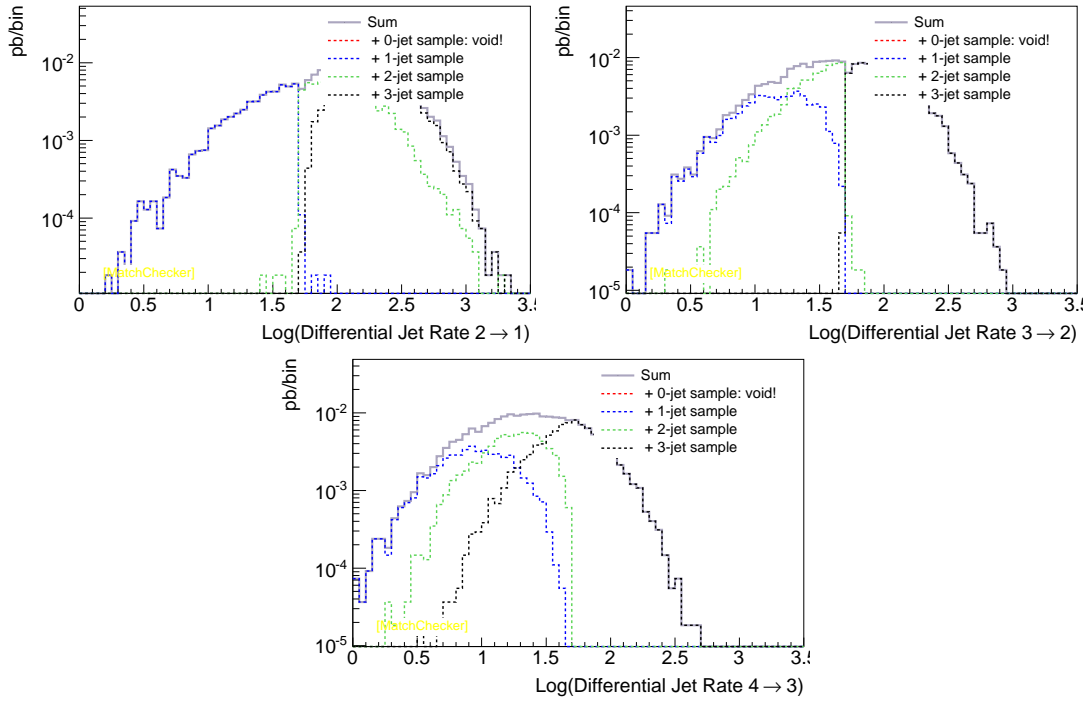 pb/bin
Sum
+ 0-jet sample: void!
+ 1-jet sample
+ 2-jet sample
+ 3-jet sample
10⁻²
10⁻³
10⁻⁴
[MatchChecker]
0 0.5 1 1.5 2 2.5 3 3.5
Log(Differential Jet Rate 2 → 1)
pb/bin
Sum
+ 0-jet sample: void!
+ 1-jet sample
+ 2-jet sample
+ 3-jet sample
10⁻²
10⁻³
10⁻⁴
10⁻⁵
[MatchChecker]
0 0.5 1 1.5 2 2.5 3 3.5
Log(Differential Jet Rate 3 → 2)
pb/bin
Sum
+ 0-jet sample: void!
+ 1-jet sample
+ 2-jet sample
+ 3-jet sample
10⁻²
10⁻³
10⁻⁴
10⁻⁵
[MatchChecker]
0 0.5 1 1.5 2 2.5 3 3.5
Log(Differential Jet Rate 4 → 3)